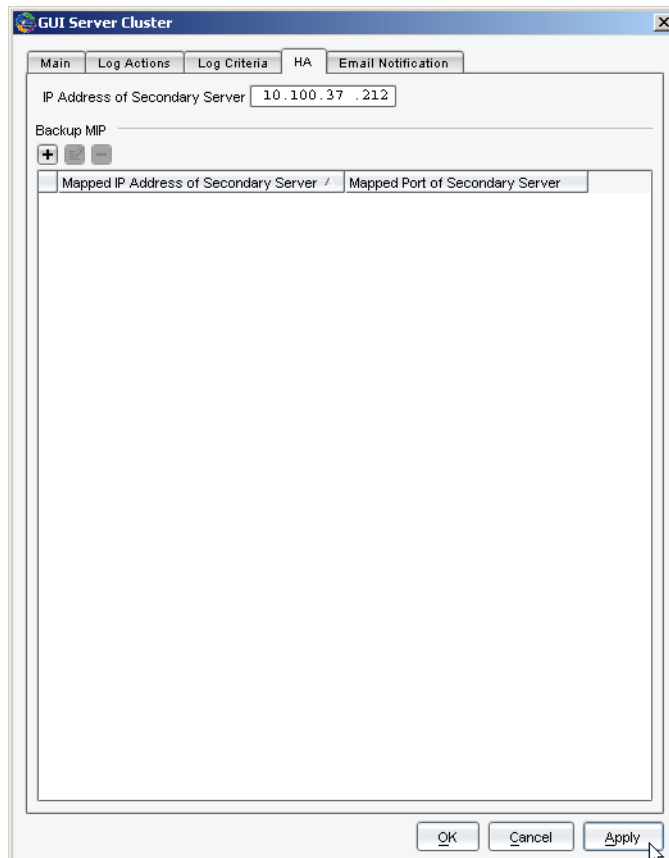 GUI Server Cluster
Main Log Actions Log Criteria HA Email Notification
IP Address of Secondary Server 10.100.37 .212
Backup MIP
Mapped IP Address of Secondary Server Mapped Port of Secondary Server
OK Cancel Apply